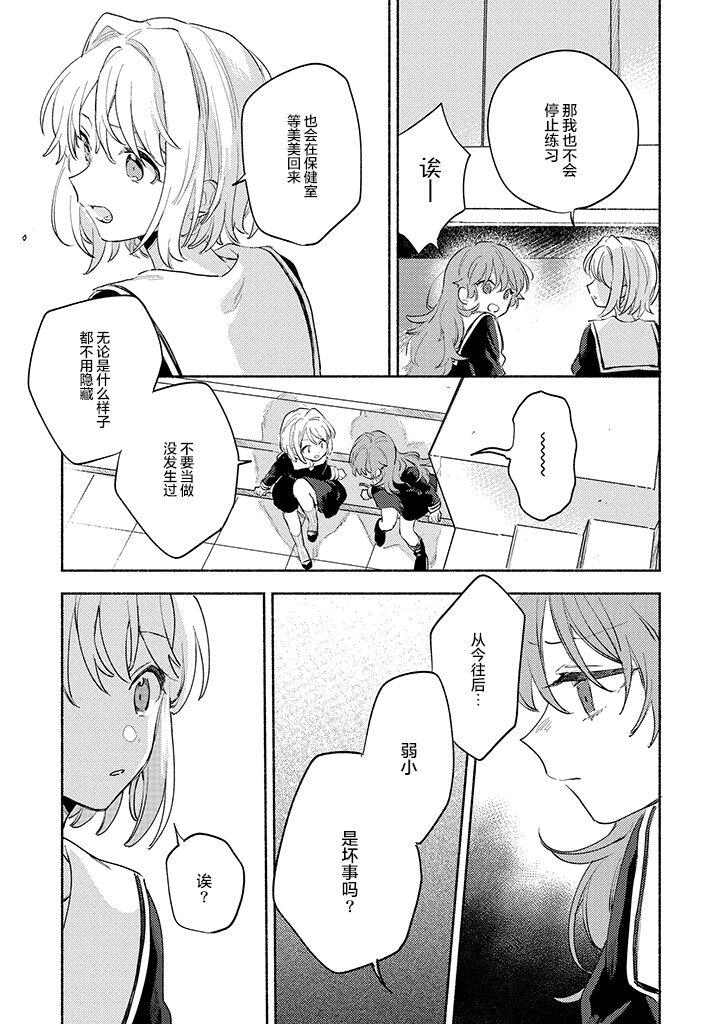 那我也不会
停止练习
诶—
也会在保健室
等美美回来
～～
无论是什么样子
都不用隐藏
不要当做
没发生过
从今往后…
弱小
是坏事吗？
诶？